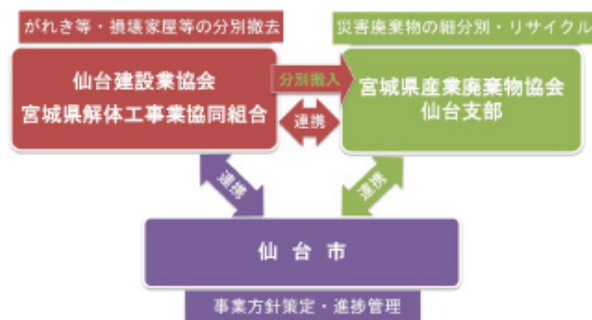 がれき等・損壊家屋等の分別撤去
災害廃棄物の細分別・リサイクル
仙台建設業協会
宮城県解体工事業協同組合
分別搬入
連携
宮城県産業廃棄物協会
仙台支部
連携
連携
仙台市
事業方針策定・進捗管理